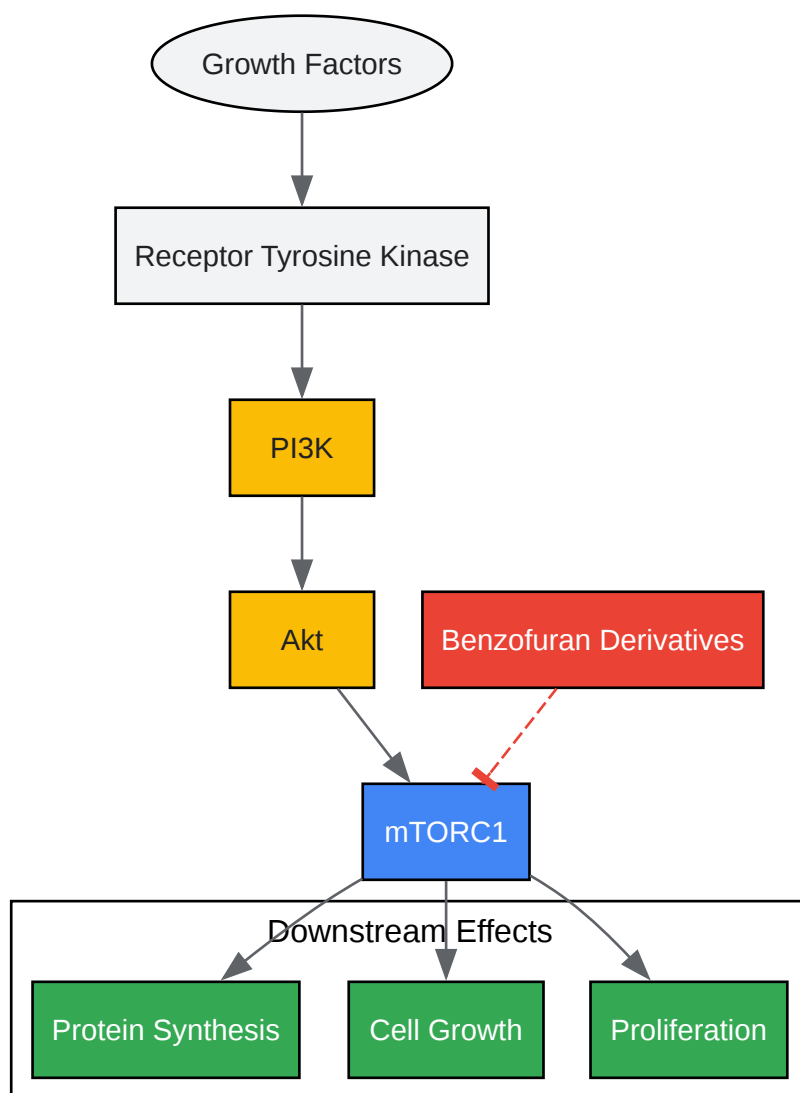 Growth Factors
Receptor Tyrosine Kinase
PI3K
Akt
Benzofuran Derivatives
mTORC1
Downstream Effects
Protein Synthesis
Cell Growth
Proliferation